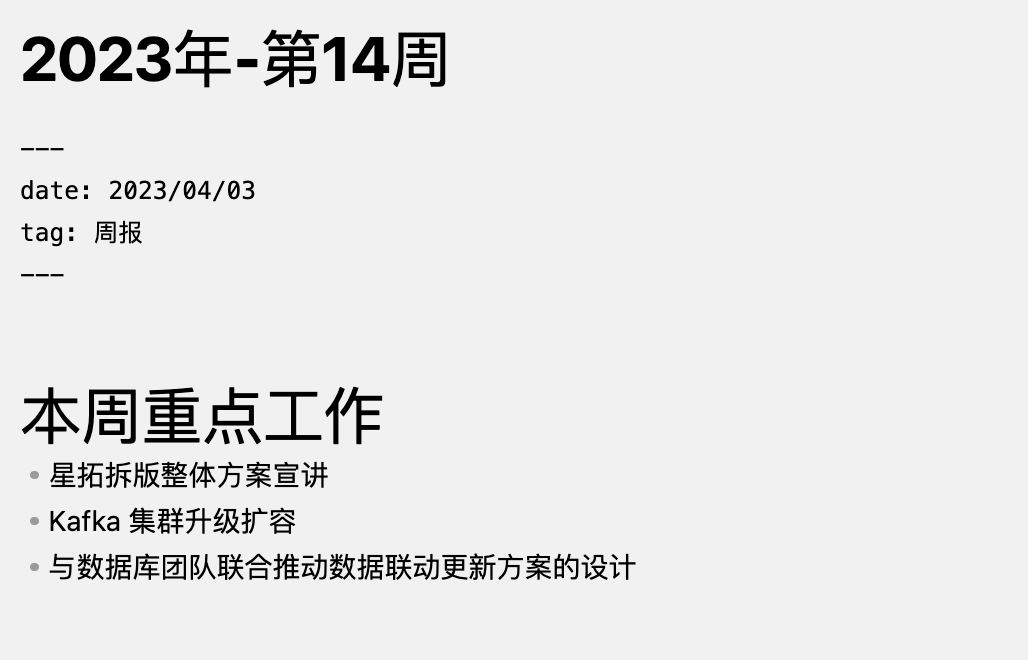 2023年-第14周
---
date: 2023/04/03
tag: 周报
---
本周重点工作
星拓拆版整体方案宣讲
Kafka 集群升级扩容
与数据库团队联合推动数据联动更新方案的设计